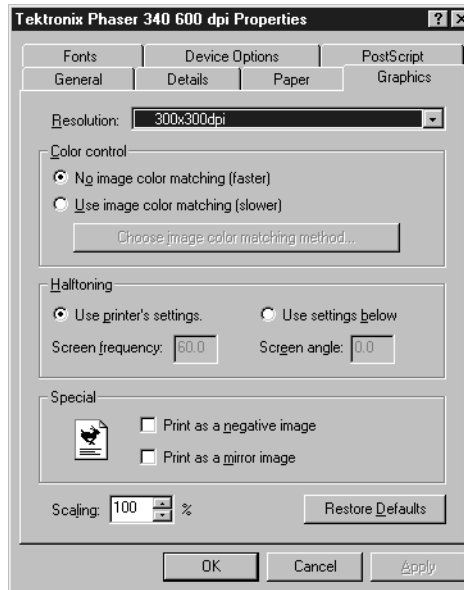 Tektronix Phaser 340 600 dpi Properties
Fonts Device Options PostScript
General Details Paper Graphics
Resolution: 300x300dpi
Color control
No image color matching (faster)
Use image color matching (slower)
Choose image color matching method...
Halftoning
Use printer's settings. Use settings below
Screen frequency: 60.0 Screen angle: 0.0
Special
Print as a negative image
Print as a mirror image
Scaling: 100 % Restore Defaults
OK Cancel Apply